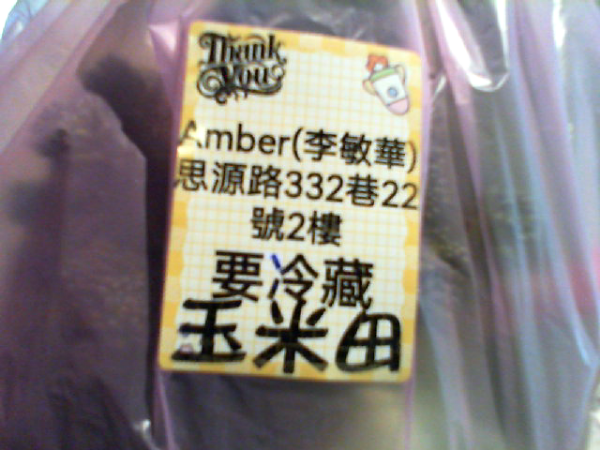 Thank
You
Amber(李敏華)
思源路332巷22
號2樓
要冷藏
玉米田